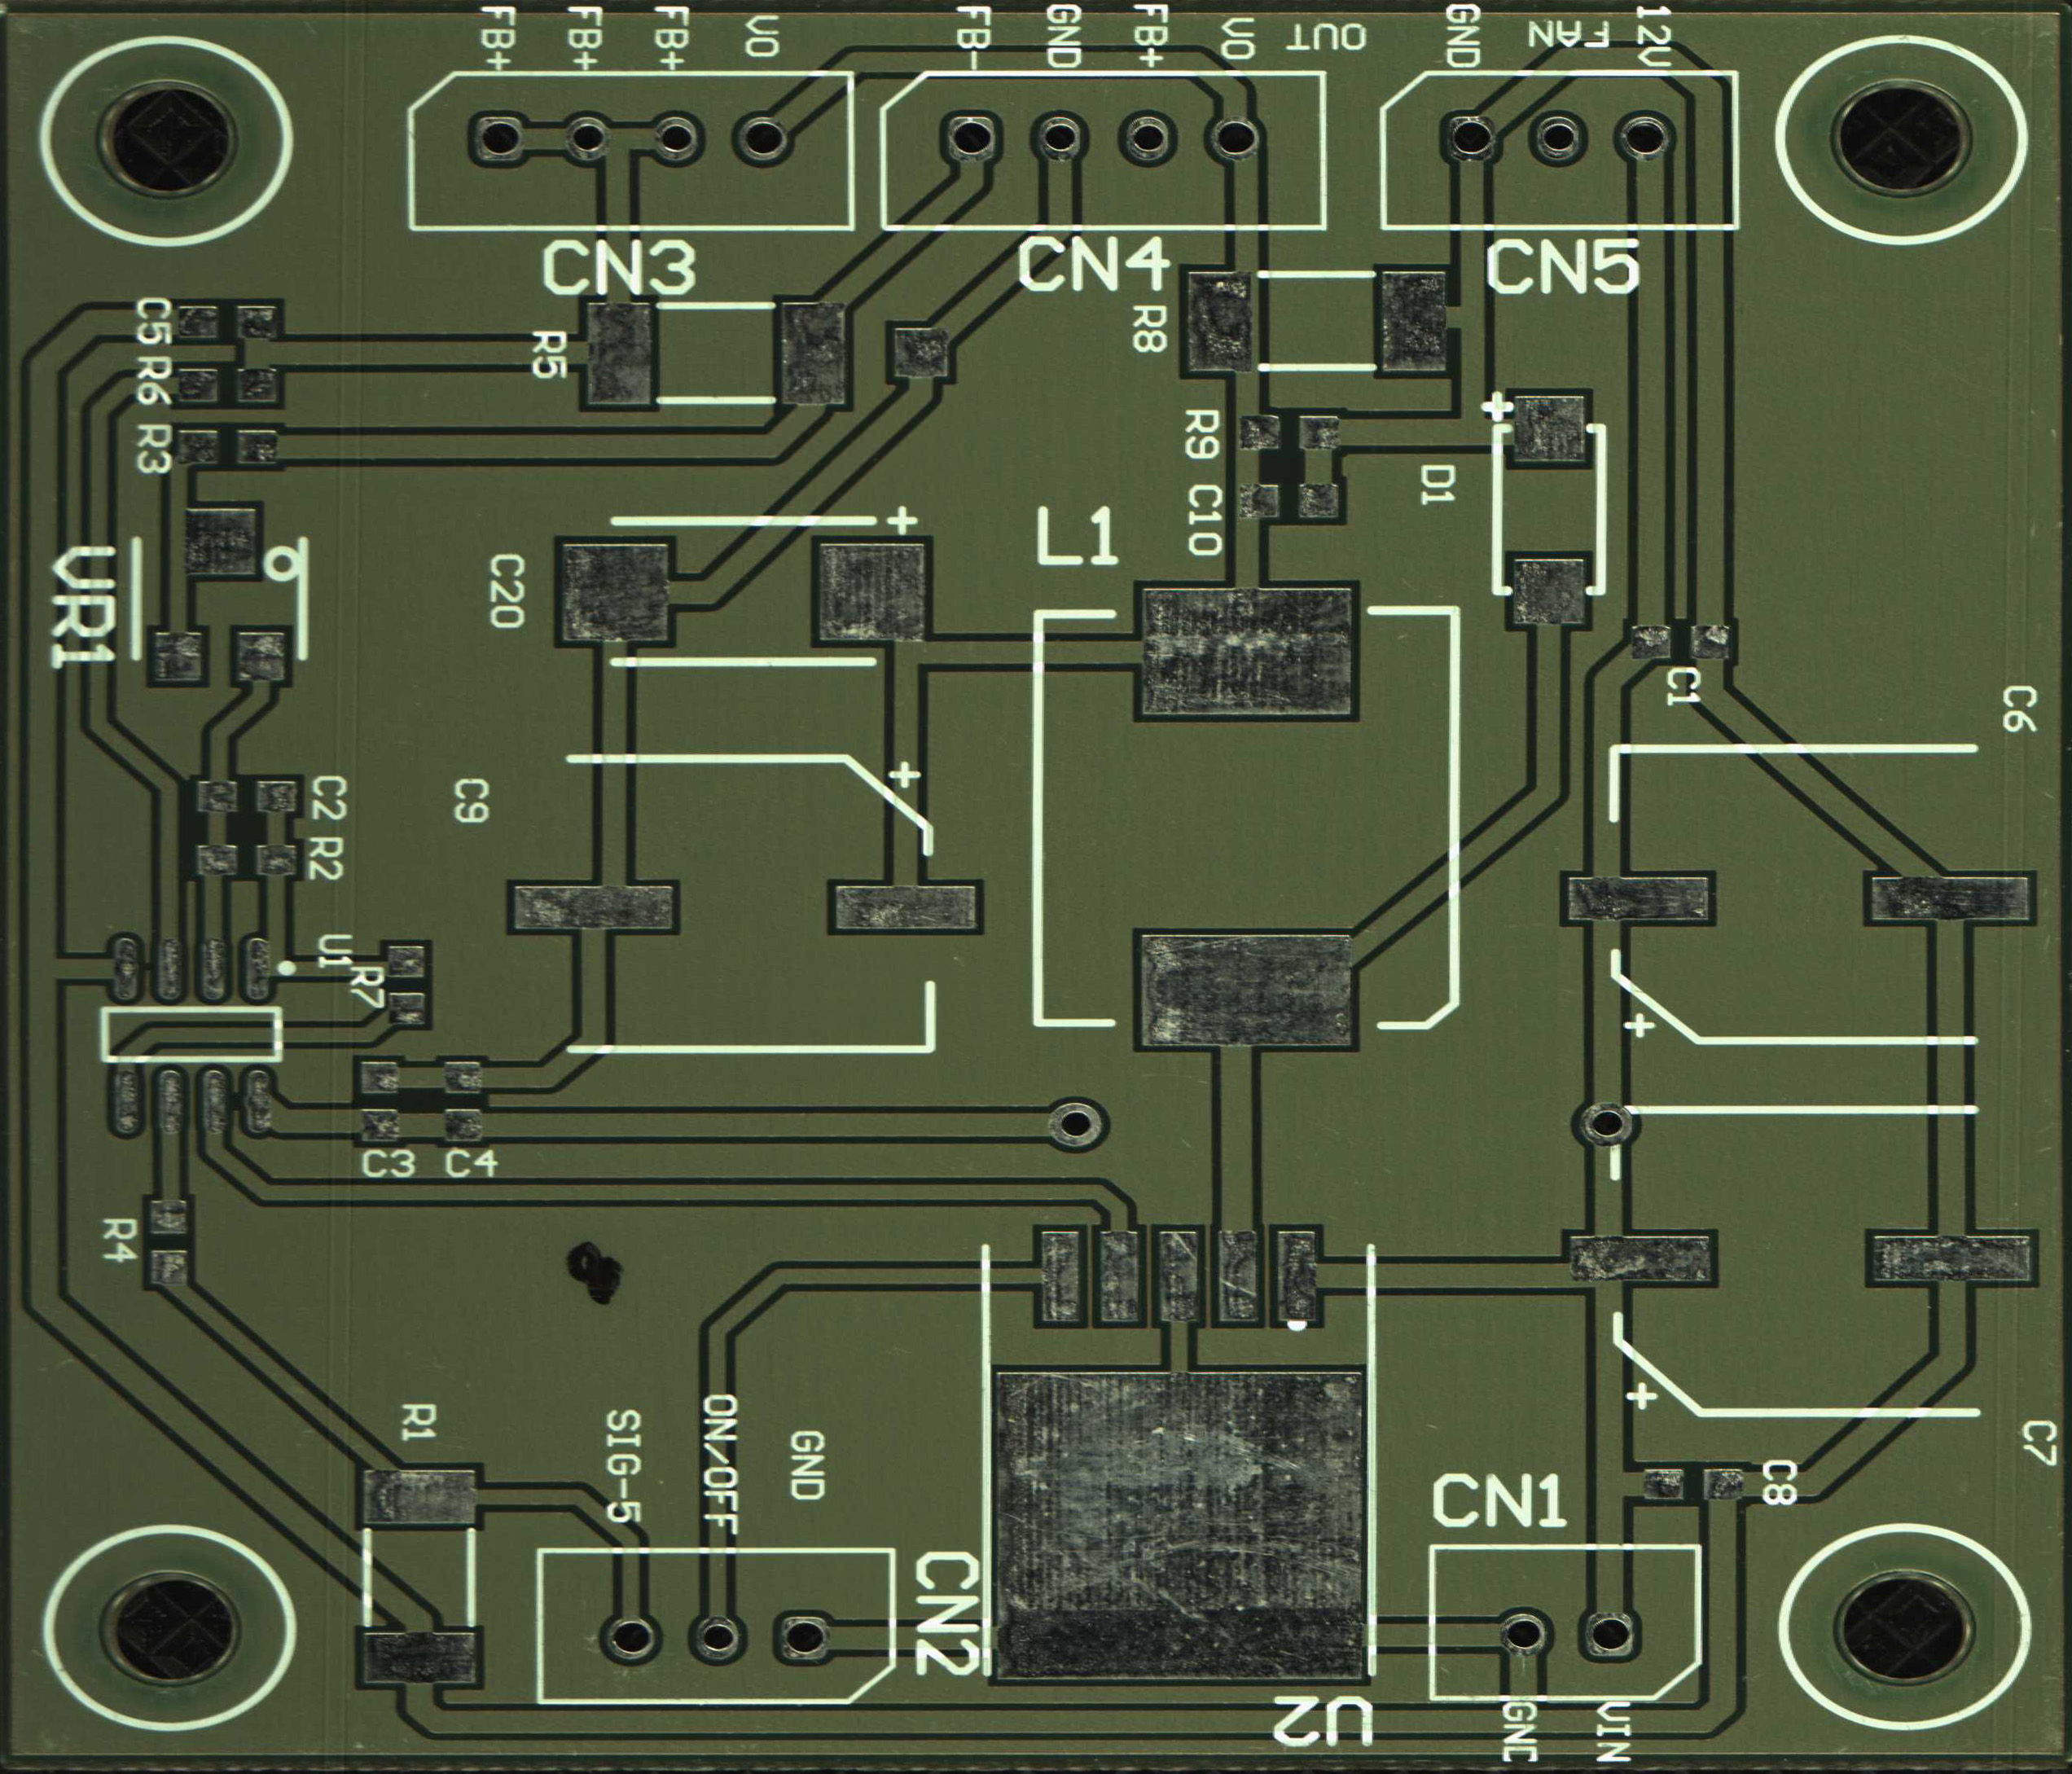 FB+
FB+
FB+
VO
FB-
GND
FB+
VO
OUT
GND
FAN
12V
CN3
CN4
CN5
C5
R6
R3
R5
R8
R9
C10
D1
L1
VR1
C20
+
+
C1
C6
C9
+
C2
R2
U1
R7
+
C3
C4
R4
+
R1
SIG-5
ON/OFF
GND
CN1
C8
C7
CN2
U2
GND
VIN